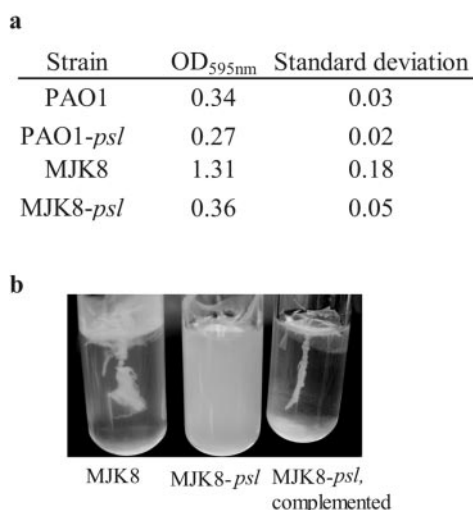 a
Strain OD595nm Standard deviation
PAO1 0.34 0.03
PAO1-psl 0.27 0.02
MJK8 1.31 0.18
MJK8-psl 0.36 0.05
b
MJK8 MJK8-psl MJK8-psl,
complemented